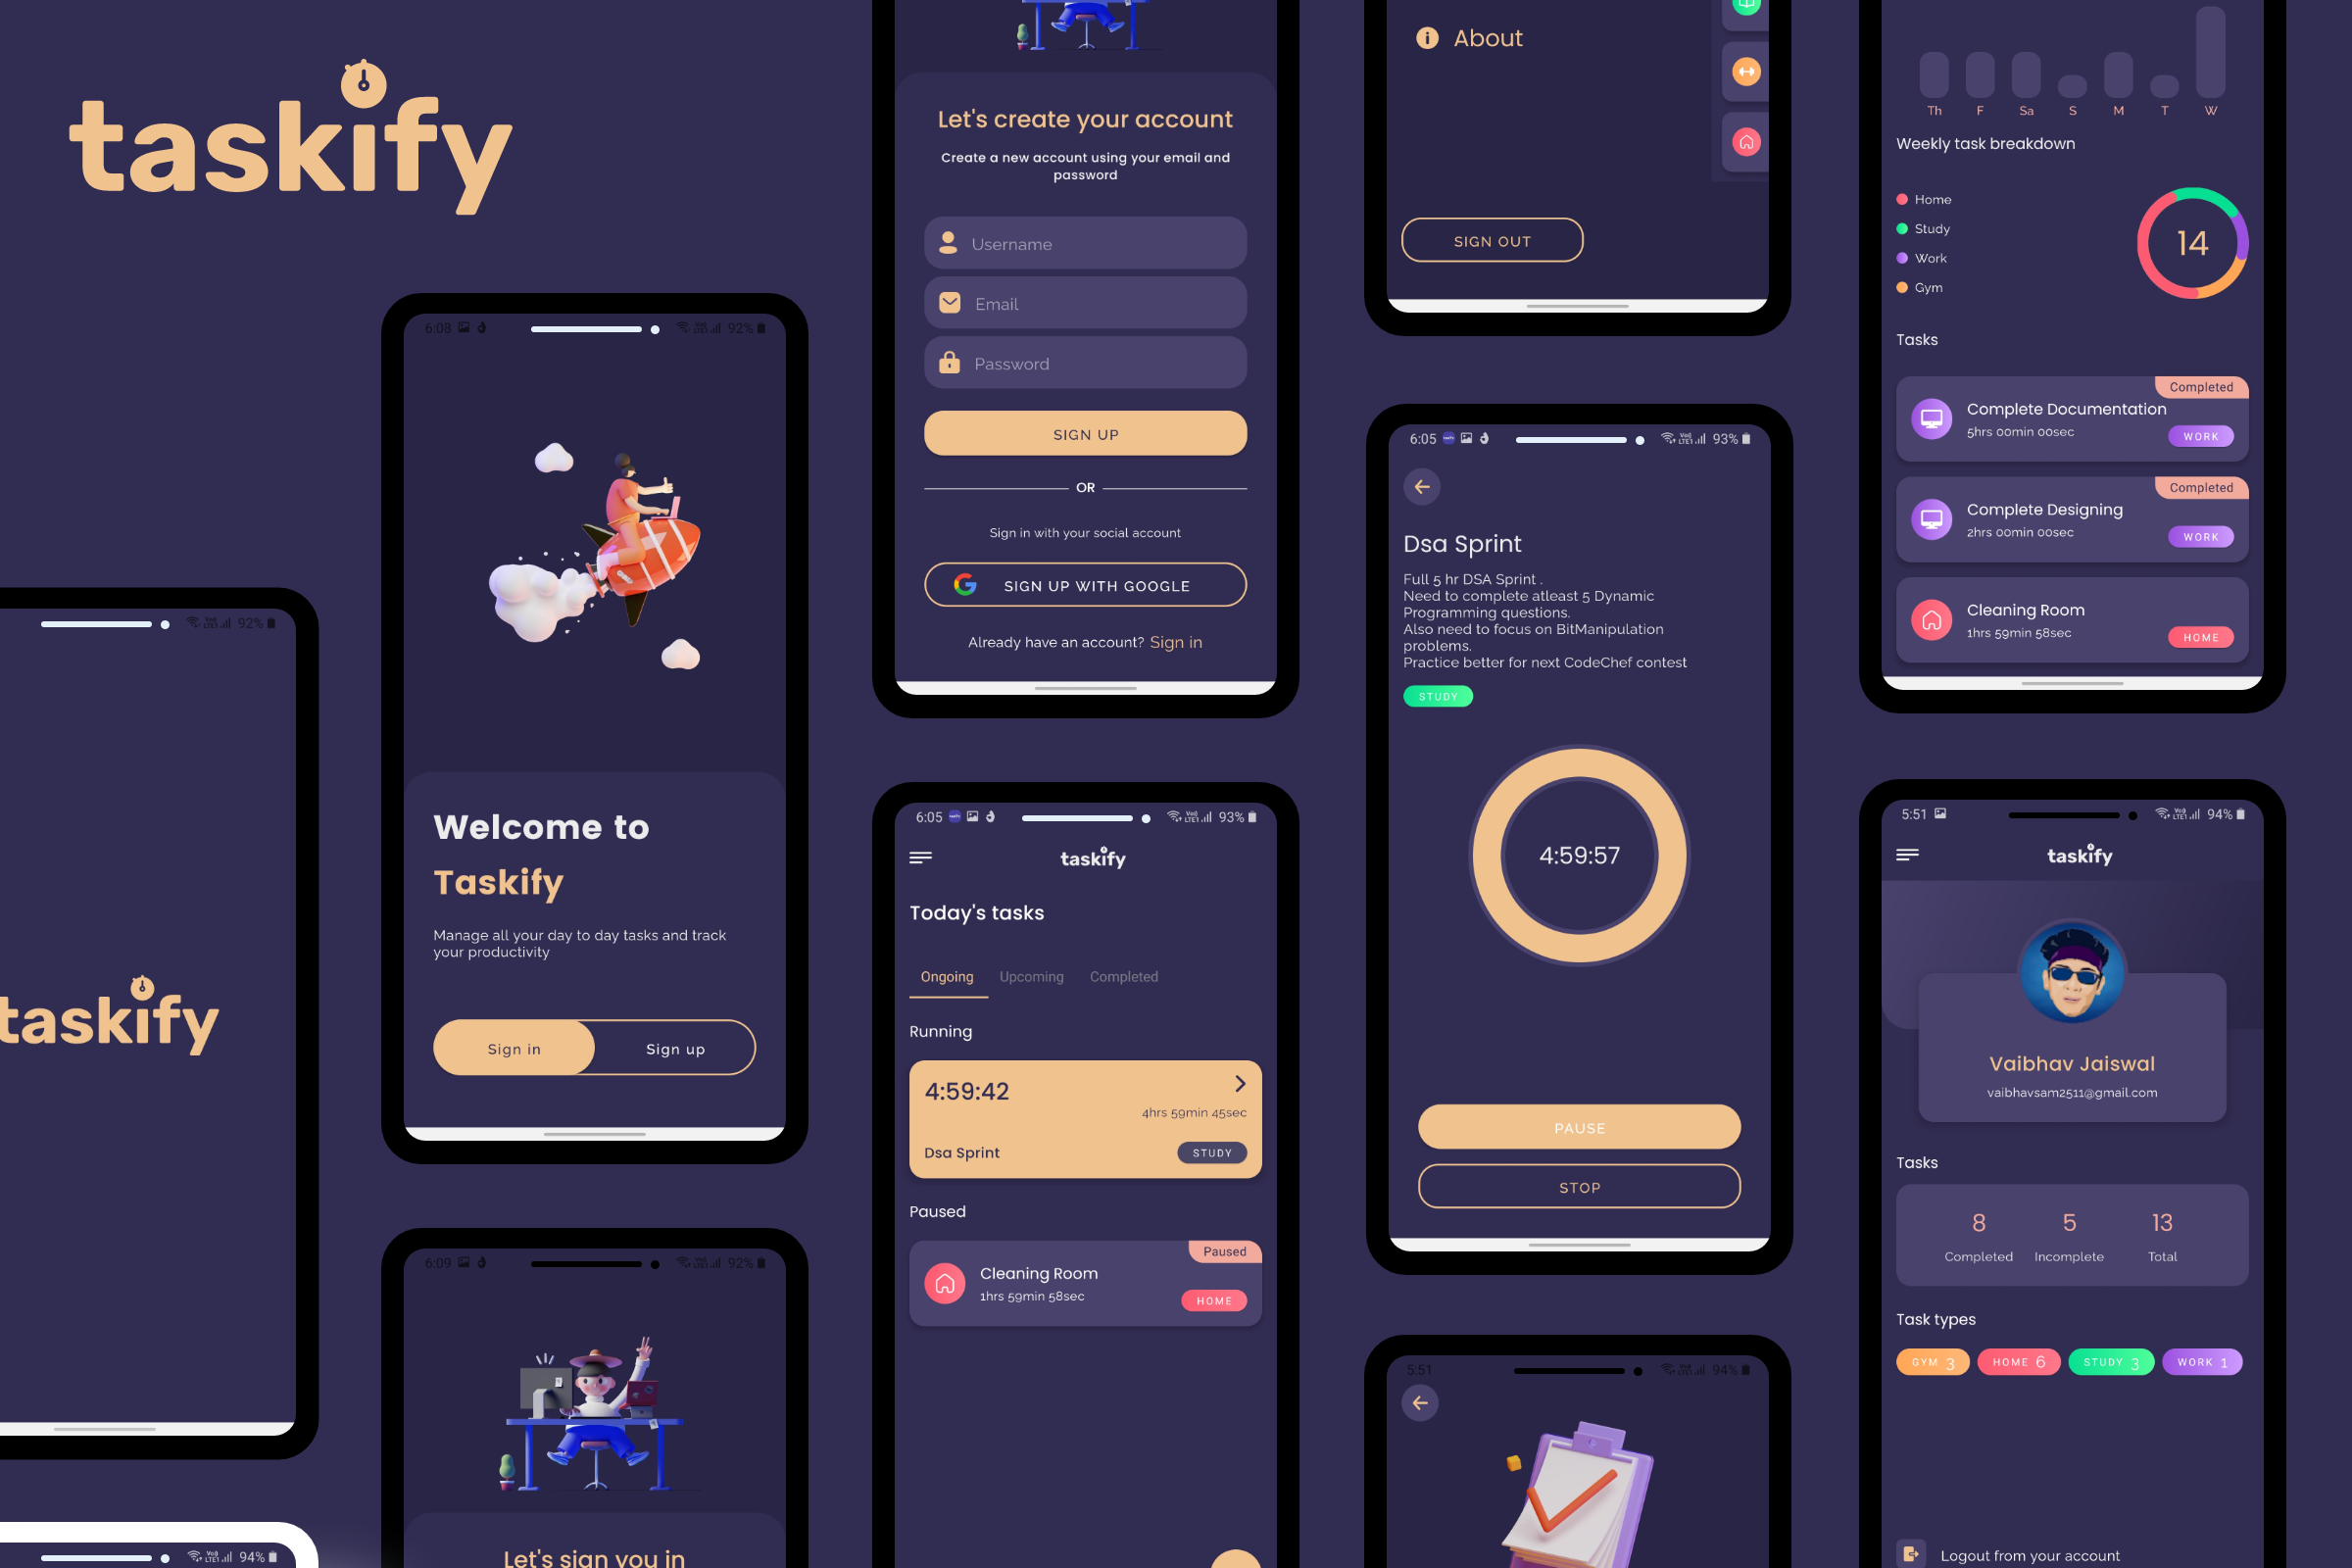 taskify
92%
taskify
94%
6:08
92%
Welcome to
Taskify
Manage all your day to day tasks and track
your productivity
Sign in
Sign up
6:09
92%
Let's sign you in
Let's create your account
Create a new account using your email and
password
Username
Email
Password
SIGN UP
OR
Sign in with your social account
SIGN UP WITH GOOGLE
Already have an account? Sign in
6:05
93%
taskify
Today's tasks
Ongoing
Upcoming
Completed
Running
4:59:42
4hrs 59min 45sec
Dsa Sprint
STUDY
Paused
Paused
Cleaning Room
1hrs 59min 58sec
HOME
About
SIGN OUT
6:05
93%
Dsa Sprint
Full 5 hr DSA Sprint .
Need to complete atleast 5 Dynamic
Programming questions.
Also need to focus on BitManipulation
problems.
Practice better for next CodeChef contest
STUDY
4:59:57
PAUSE
STOP
5:51
94%
Th F Sa S M T W
Weekly task breakdown
Home
Study
Work
Gym
14
Tasks
Completed
Complete Documentation
5hrs 00min 00sec
WORK
Completed
Complete Designing
2hrs 00min 00sec
WORK
Cleaning Room
1hrs 59min 58sec
HOME
5:51
94%
taskify
Vaibhav Jaiswal
vaibhavsam2511@gmail.com
Tasks
8 5 13
Completed Incomplete Total
Task types
GYM 3 HOME 6 STUDY 3 WORK 1
Logout from your account